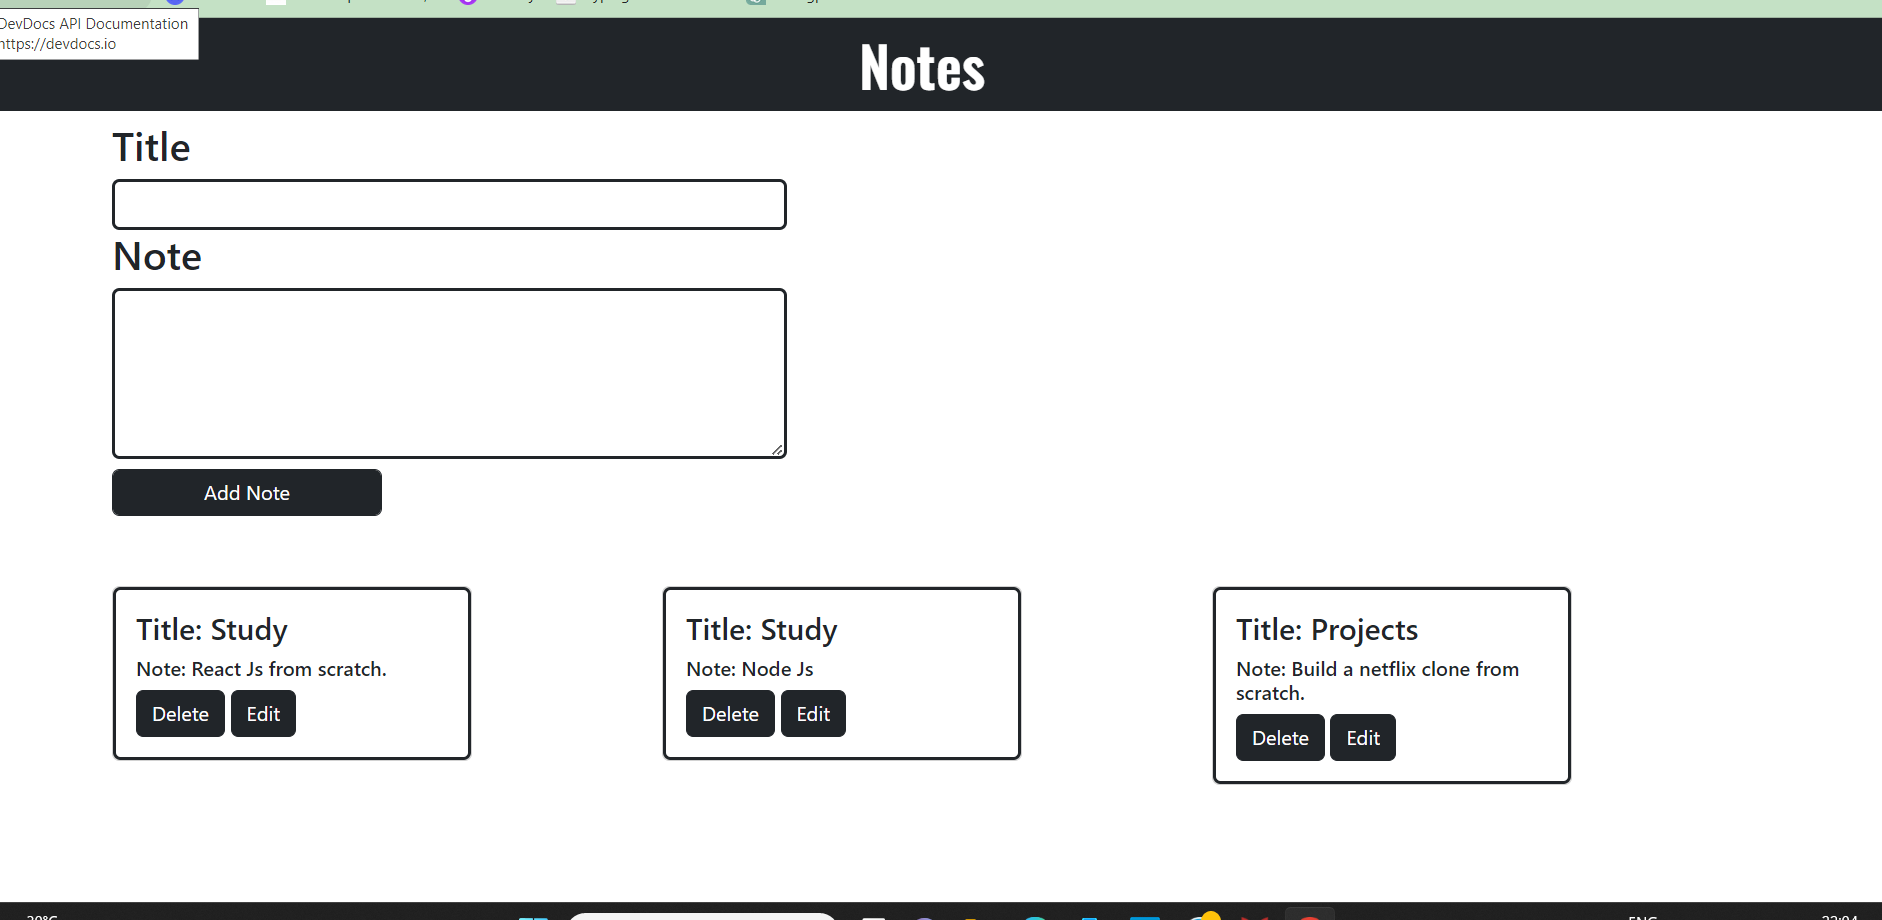 DevDocs API Documentation
https://devdocs.io
Notes
Title
Note
Add Note
Title: Study
Note: React Js from scratch.
Delete Edit
Title: Study
Note: Node Js
Delete Edit
Title: Projects
Note: Build a netflix clone from
scratch.
Delete Edit